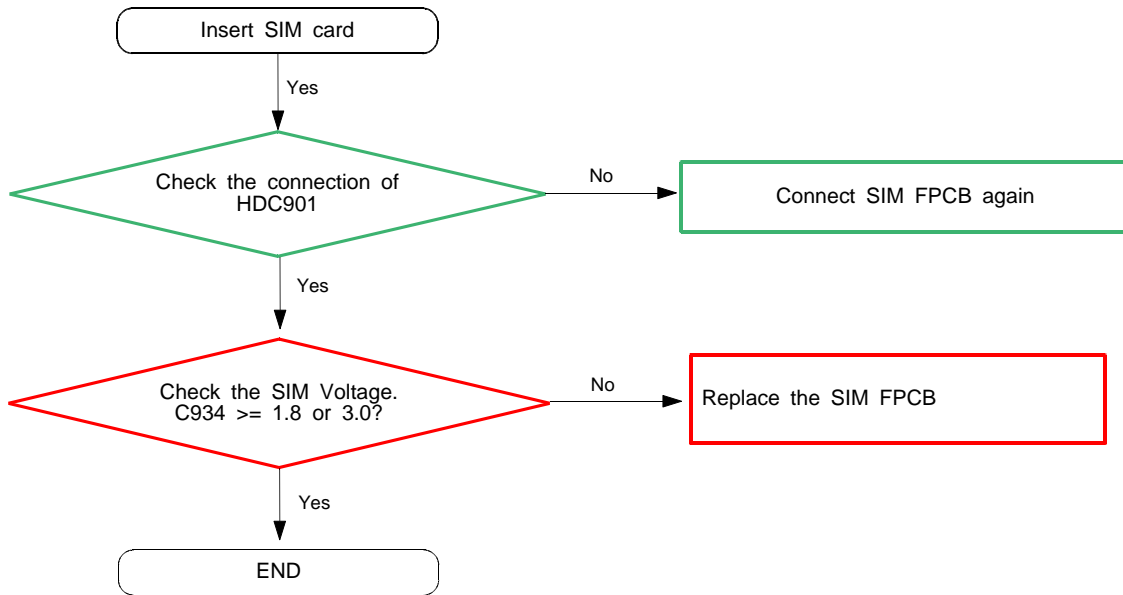 Insert SIM card
Yes
Check the connection of
HDC901
No
Connect SIM FPCB again
Yes
Check the SIM Voltage.
C934 >= 1.8 or 3.0?
No
Replace the SIM FPCB
Yes
END